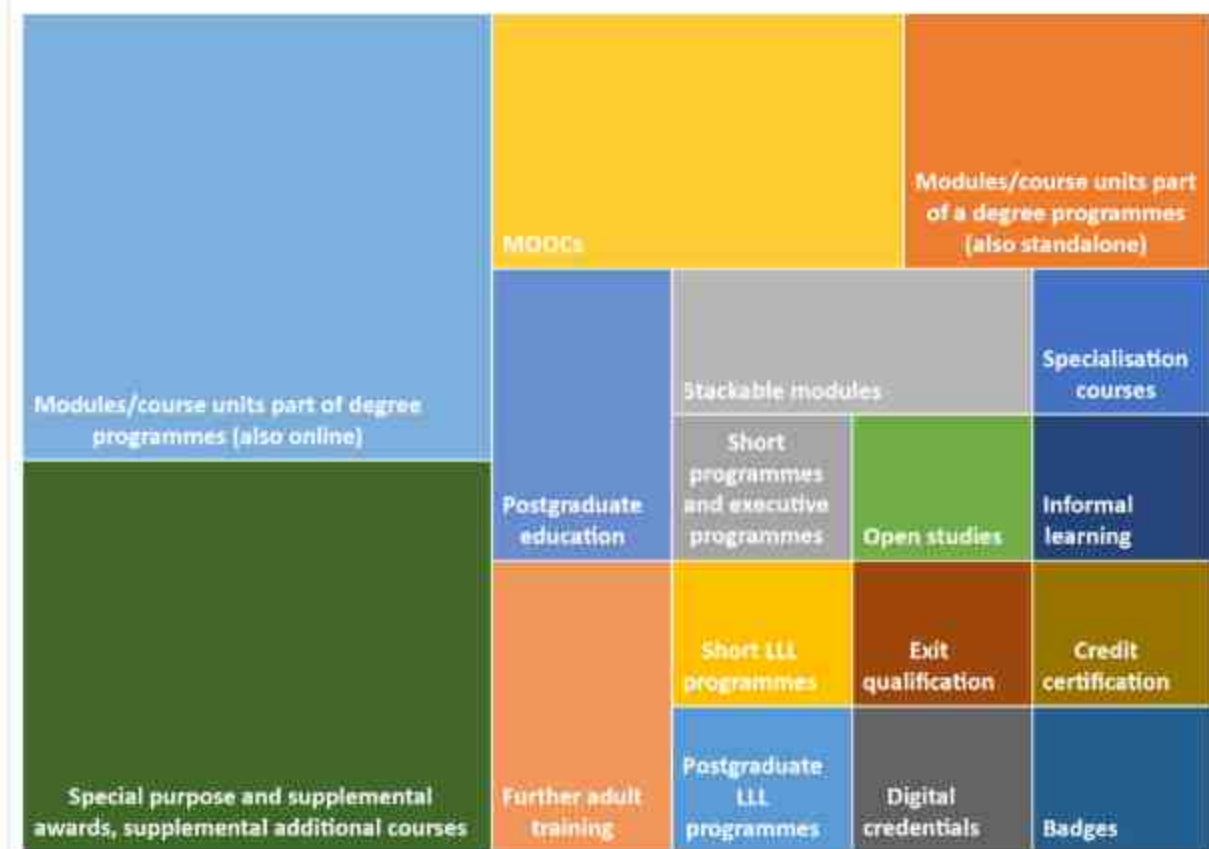 Modules/course units part of degree
programmes (also online)
Special purpose and supplemental
awards, supplemental additional courses
MOOCs
Modules/course units part
of a degree programmes
(also standalone)
Postgraduate
education
Stackable modules
Specialisation
courses
Short
programmes
and executive
programmes
Open studies
Informal
learning
Further adult
training
Short LLL
programmes
Exit
qualification
Credit
certification
Postgraduate
LLL
programmes
Digital
credentials
Badges